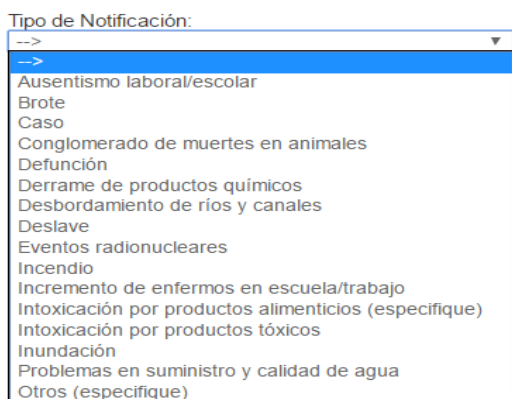 Tipo de Notificación:
-->
-->
Ausentismo laboral/escolar
Brote
Caso
Conglomerado de muertes en animales
Defunción
Derrame de productos químicos
Desbordamiento de ríos y canales
Deslave
Eventos radionucleares
Incendio
Incremento de enfermos en escuela/trabajo
Intoxicación por productos alimenticios (especifique)
Intoxicación por productos tóxicos
Inundación
Problemas en suministro y calidad de agua
Otros (especifique)